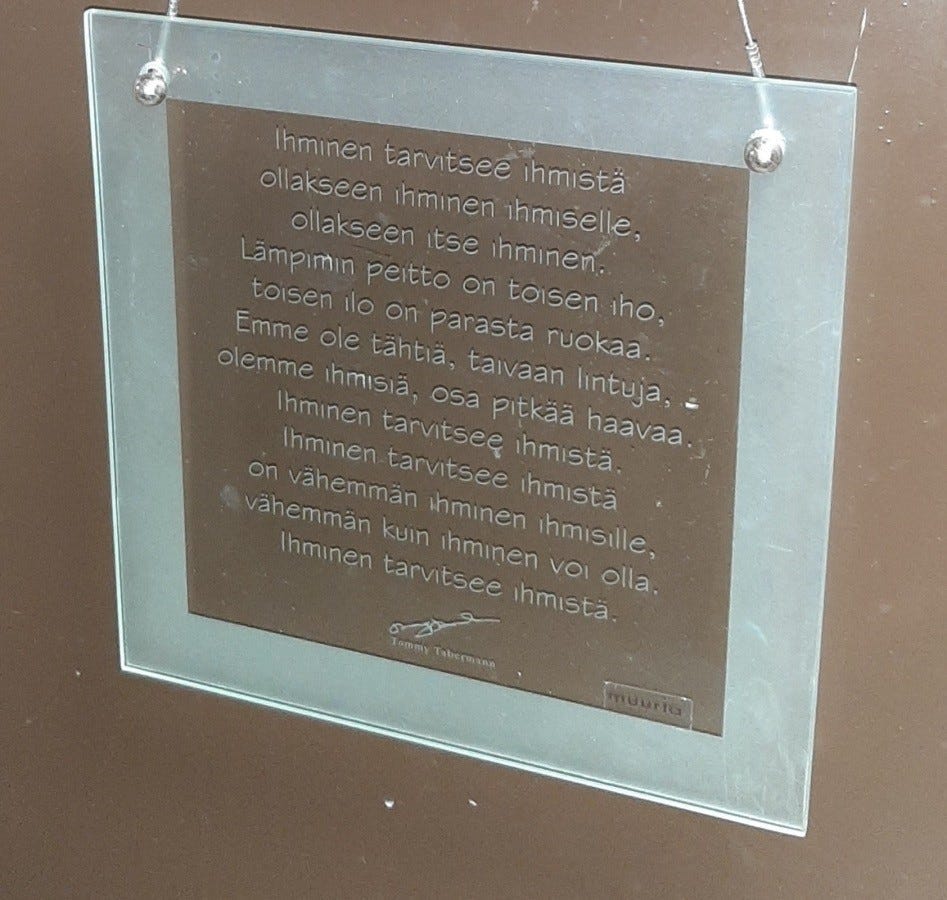 Ihminen tarvitsee ihmistä
ollakseen ihminen ihmiselle,
ollakseen itse ihminen.
Lämpimin peitto on toisen iho,
toisen ilo on parasta ruokaa.
Emme ole tähtiä, taivaan lintuja,
olemme ihmisiä, osa pitkää haavaa.
Ihminen tarvitsee ihmistä.
Ihminen tarvitsee ihmistä
on vähemmän ihminen ihmisille,
vähemmän kuin ihminen voi olla.
Ihminen tarvitsee ihmistä.
Tommy Tabermann
muurla